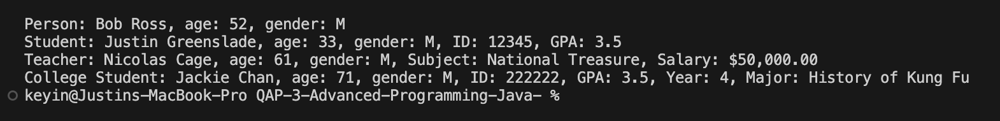 Person: Bob Ross, age: 52, gender: M
Student: Justin Greenslade, age: 33, gender: M, ID: 12345, GPA: 3.5
Teacher: Nicolas Cage, age: 61, gender: M, Subject: National Treasure, Salary: $50,000.00
College Student: Jackie Chan, age: 71, gender: M, ID: 222222, GPA: 3.5, Year: 4, Major: History of Kung Fu
keyin@Justins-MacBook-Pro QAP-3-Advanced-Programming-Java- %